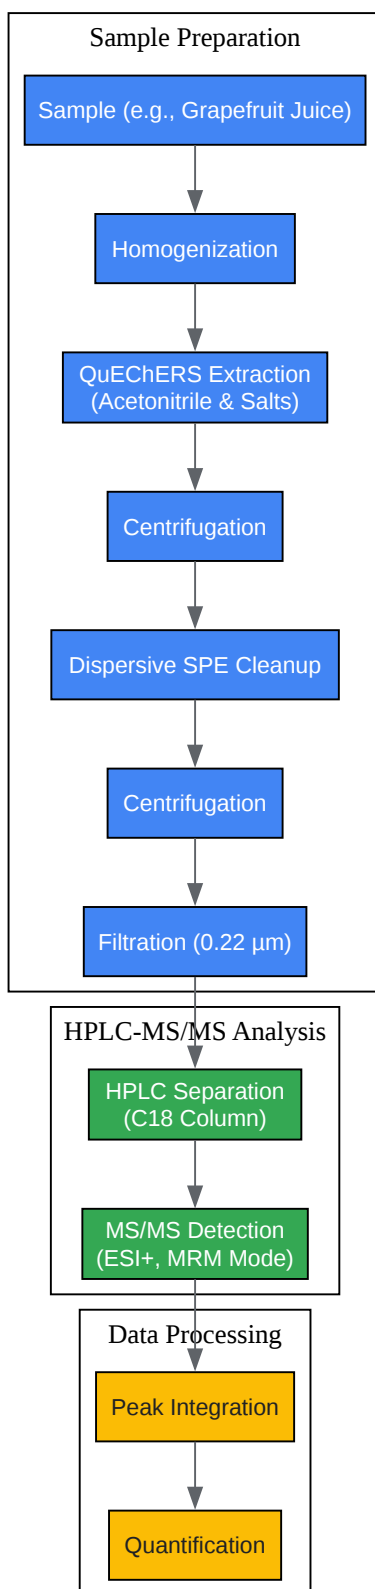 Sample Preparation
Sample (e.g., Grapefruit Juice)
Homogenization
QuEChERS Extraction
(Acetonitrile & Salts)
Centrifugation
Dispersive SPE Cleanup
Centrifugation
Filtration (0.22 µm)
HPLC-MS/MS Analysis
HPLC Separation
(C18 Column)
MS/MS Detection
(ESI+, MRM Mode)
Data Processing
Peak Integration
Quantification